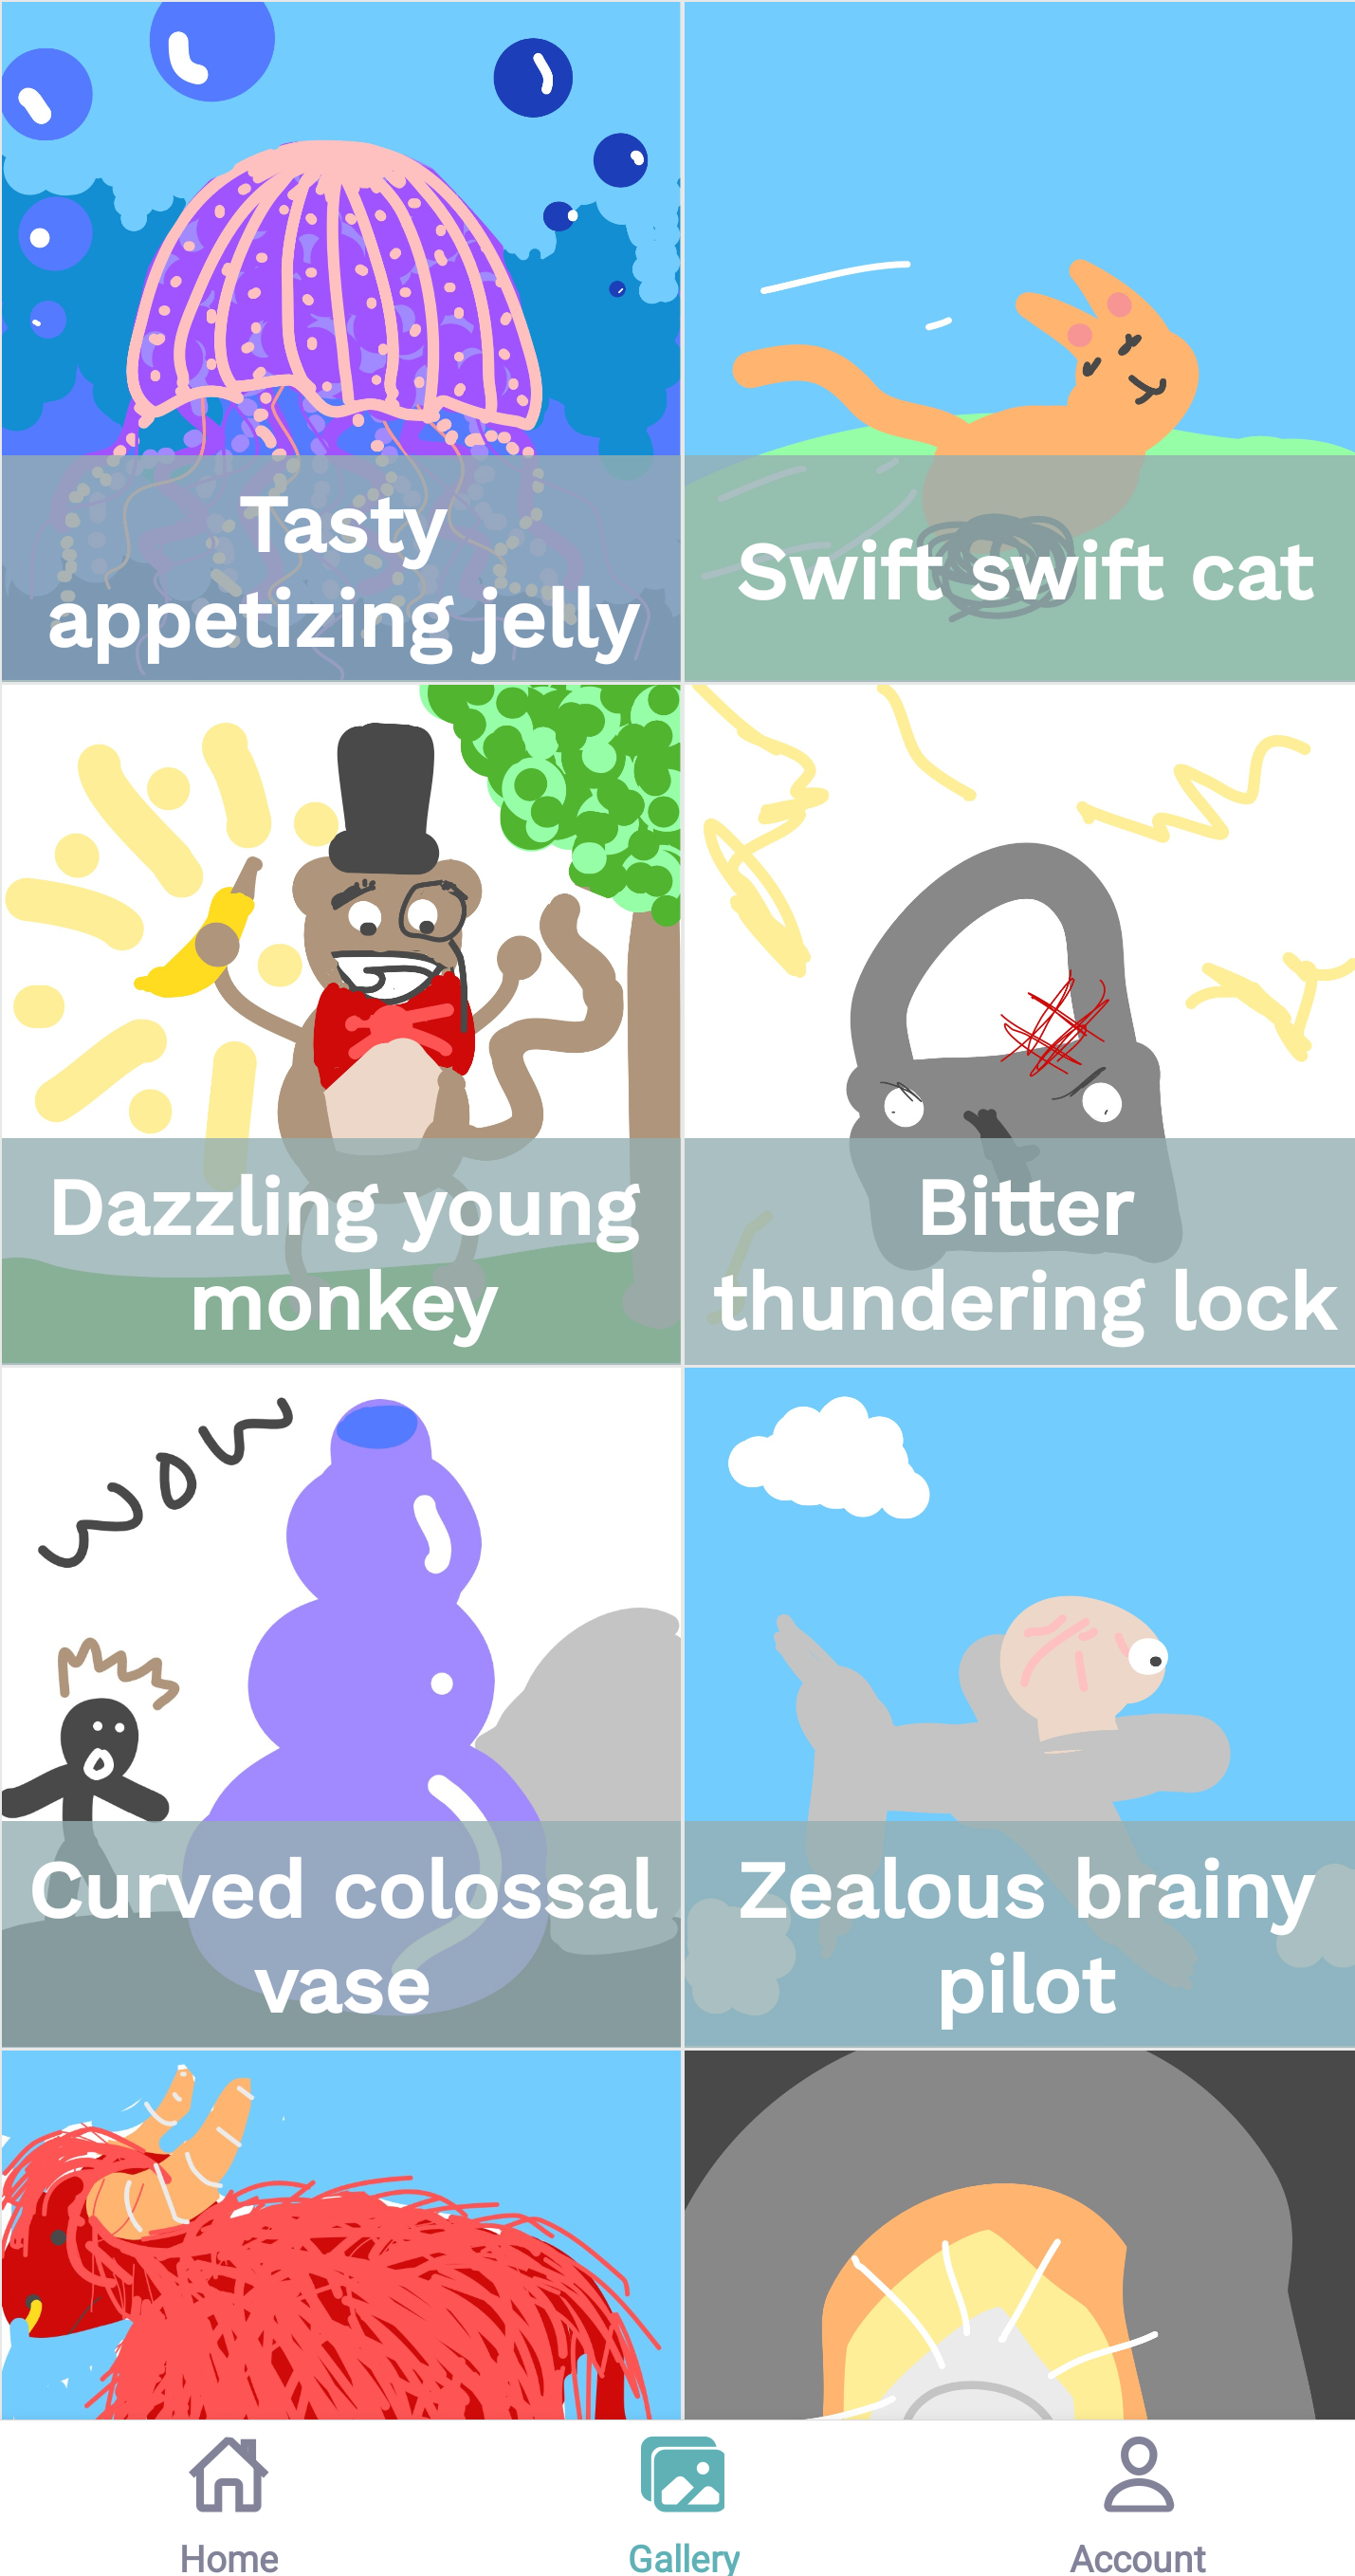 Tasty
appetizing jelly
Swift swift cat
Dazzling young
monkey
Bitter
thundering lock
wow
Curved colossal
vase
Zealous brainy
pilot
Home
Gallery
Account